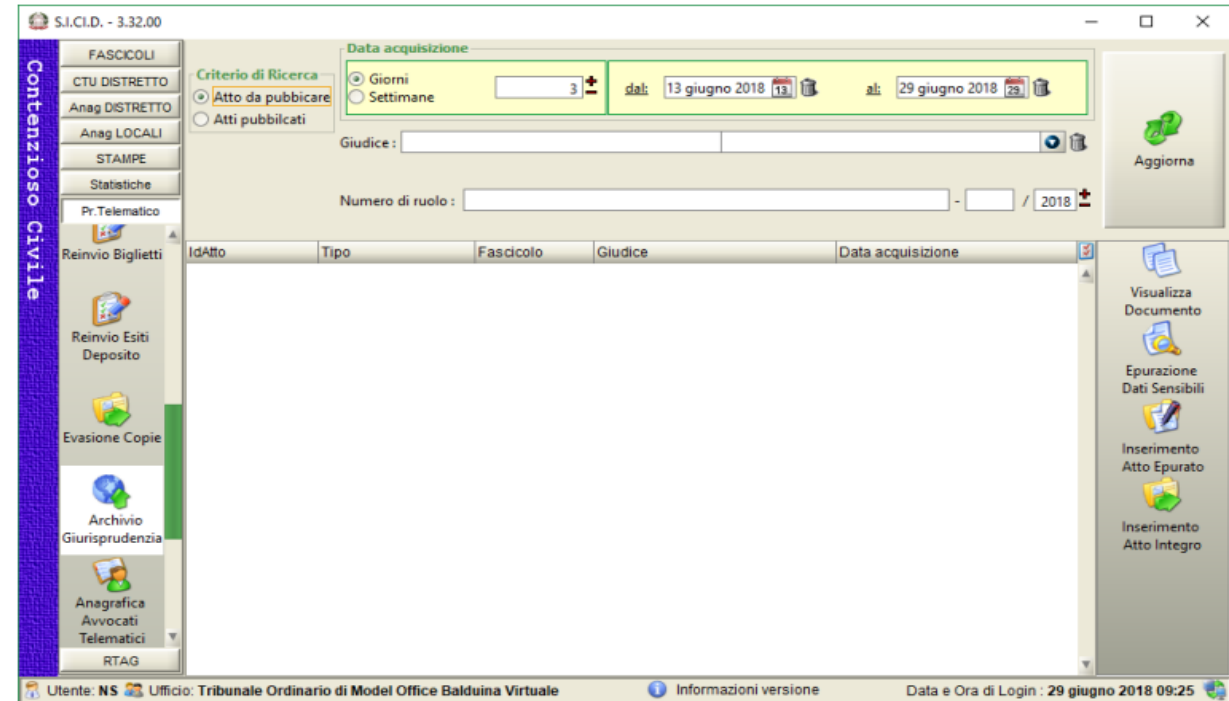 S.I.CI.D. - 3.32.00
Contenzioso Civile
FASCICOLI
CTU DISTRETTO
Anag DISTRETTO
Anag LOCALI
STAMPE
Statistiche
Pr.Telematico
Reinvio Biglietti
Reinvio Esiti
Deposito
Evasione Copie
Archivio
Giurisprudenzia
Anagrafica
Avvocati
Telematici
RTAG
Criterio di Ricerca
Atto da pubbicare
Atti pubbilcati
Data acquisizione
Giorni
Settimane
3
dal: 13 giugno 2018 13
al: 29 giugno 2018 29
Giudice :
Numero di ruolo : - / 2018
Aggiorna
IdAtto Tipo Fascicolo Giudice Data acquisizione
Visualizza
Documento
Epurazione
Dati Sensibili
Inserimento
Atto Epurato
Inserimento
Atto Integro
Utente: NS Ufficio: Tribunale Ordinario di Model Office Balduina Virtuale Informazioni versione Data e Ora di Login : 29 giugno 2018 09:25